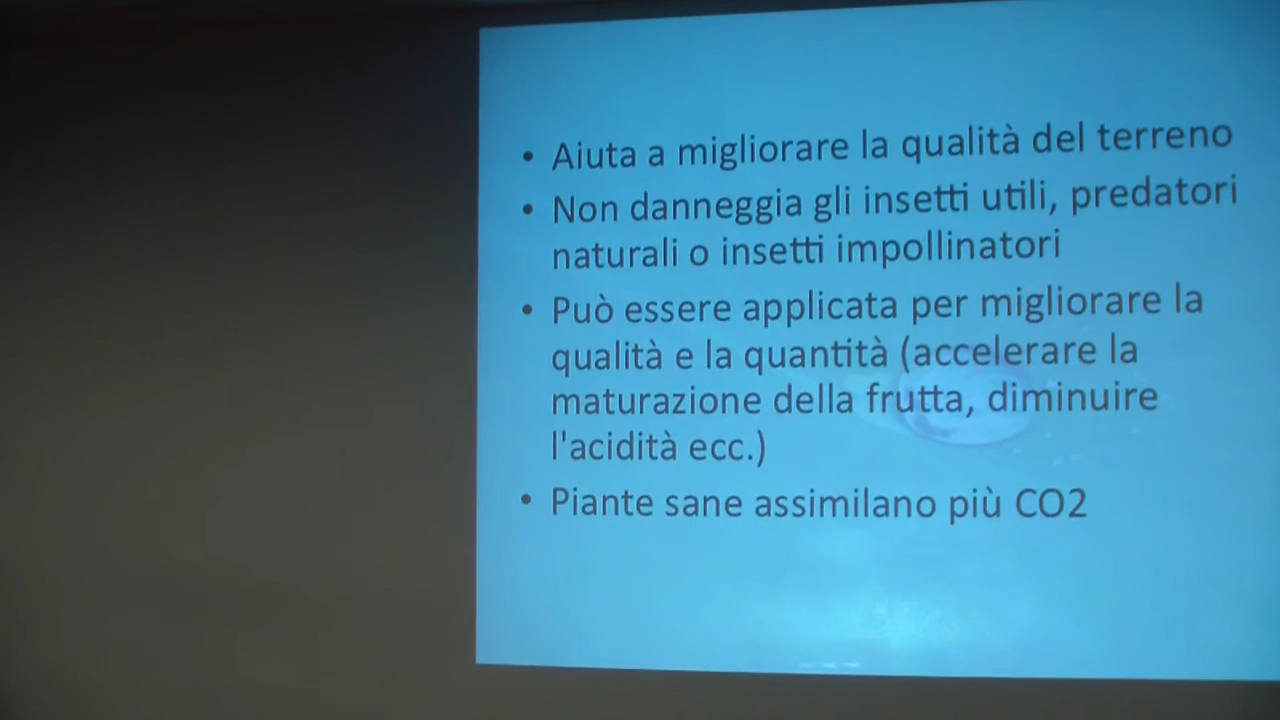 • Aiuta a migliorare la qualità del terreno
• Non danneggia gli insetti utili, predatori
naturali o insetti impollinatori
• Può essere applicata per migliorare la
qualità e la quantità (accelerare la
maturazione della frutta, diminuire
l'acidità ecc.)
• Piante sane assimilano più CO2